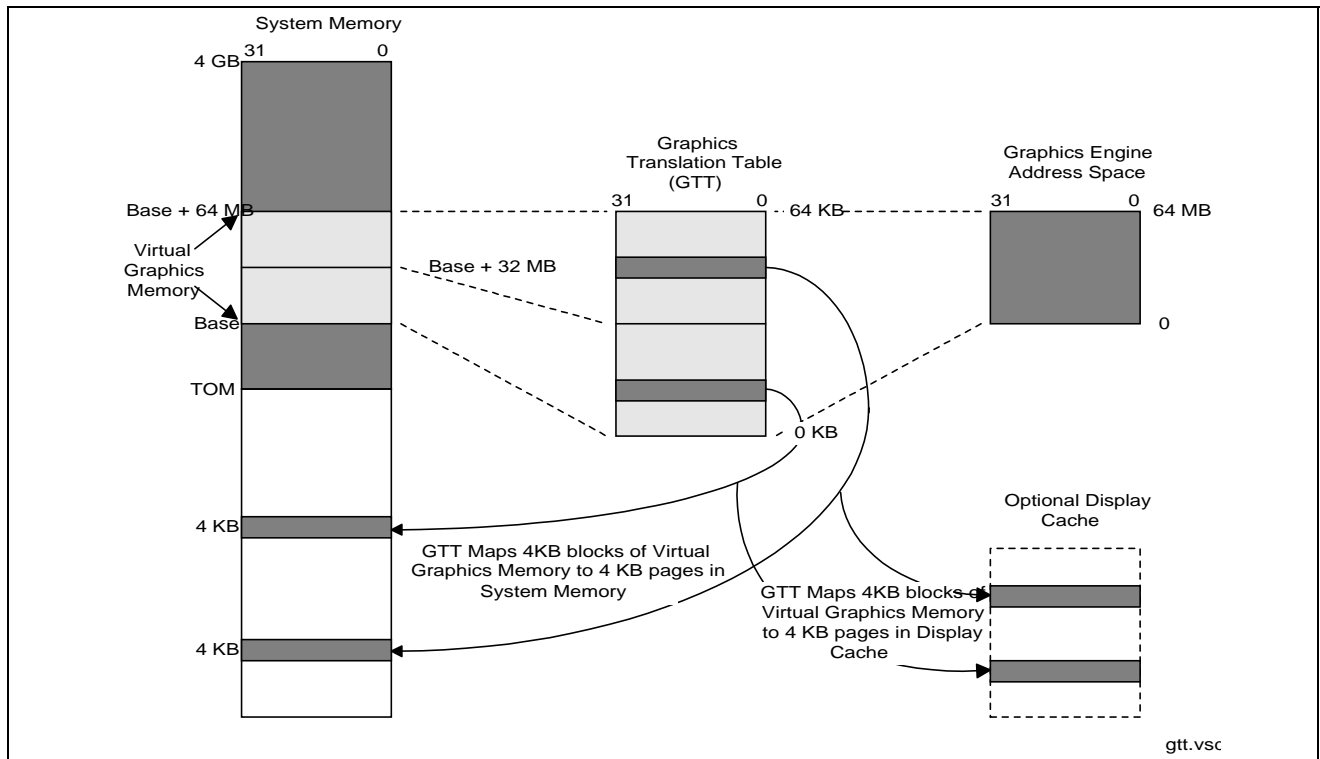 System Memory
31 0
4 GB
Base + 64 MB
Virtual
Graphics
Memory
Base
TOM
4 KB
4 KB
Graphics
Translation Table
(GTT)
31 0
64 KB
Base + 32 MB
0 KB
Graphics Engine
Address Space
31 0
64 MB
0
GTT Maps 4KB blocks of Virtual
Graphics Memory to 4 KB pages in
System Memory
Optional Display
Cache
GTT Maps 4KB blocks of
Virtual Graphics Memory
to 4 KB pages in Display
Cache
gtt.vsc